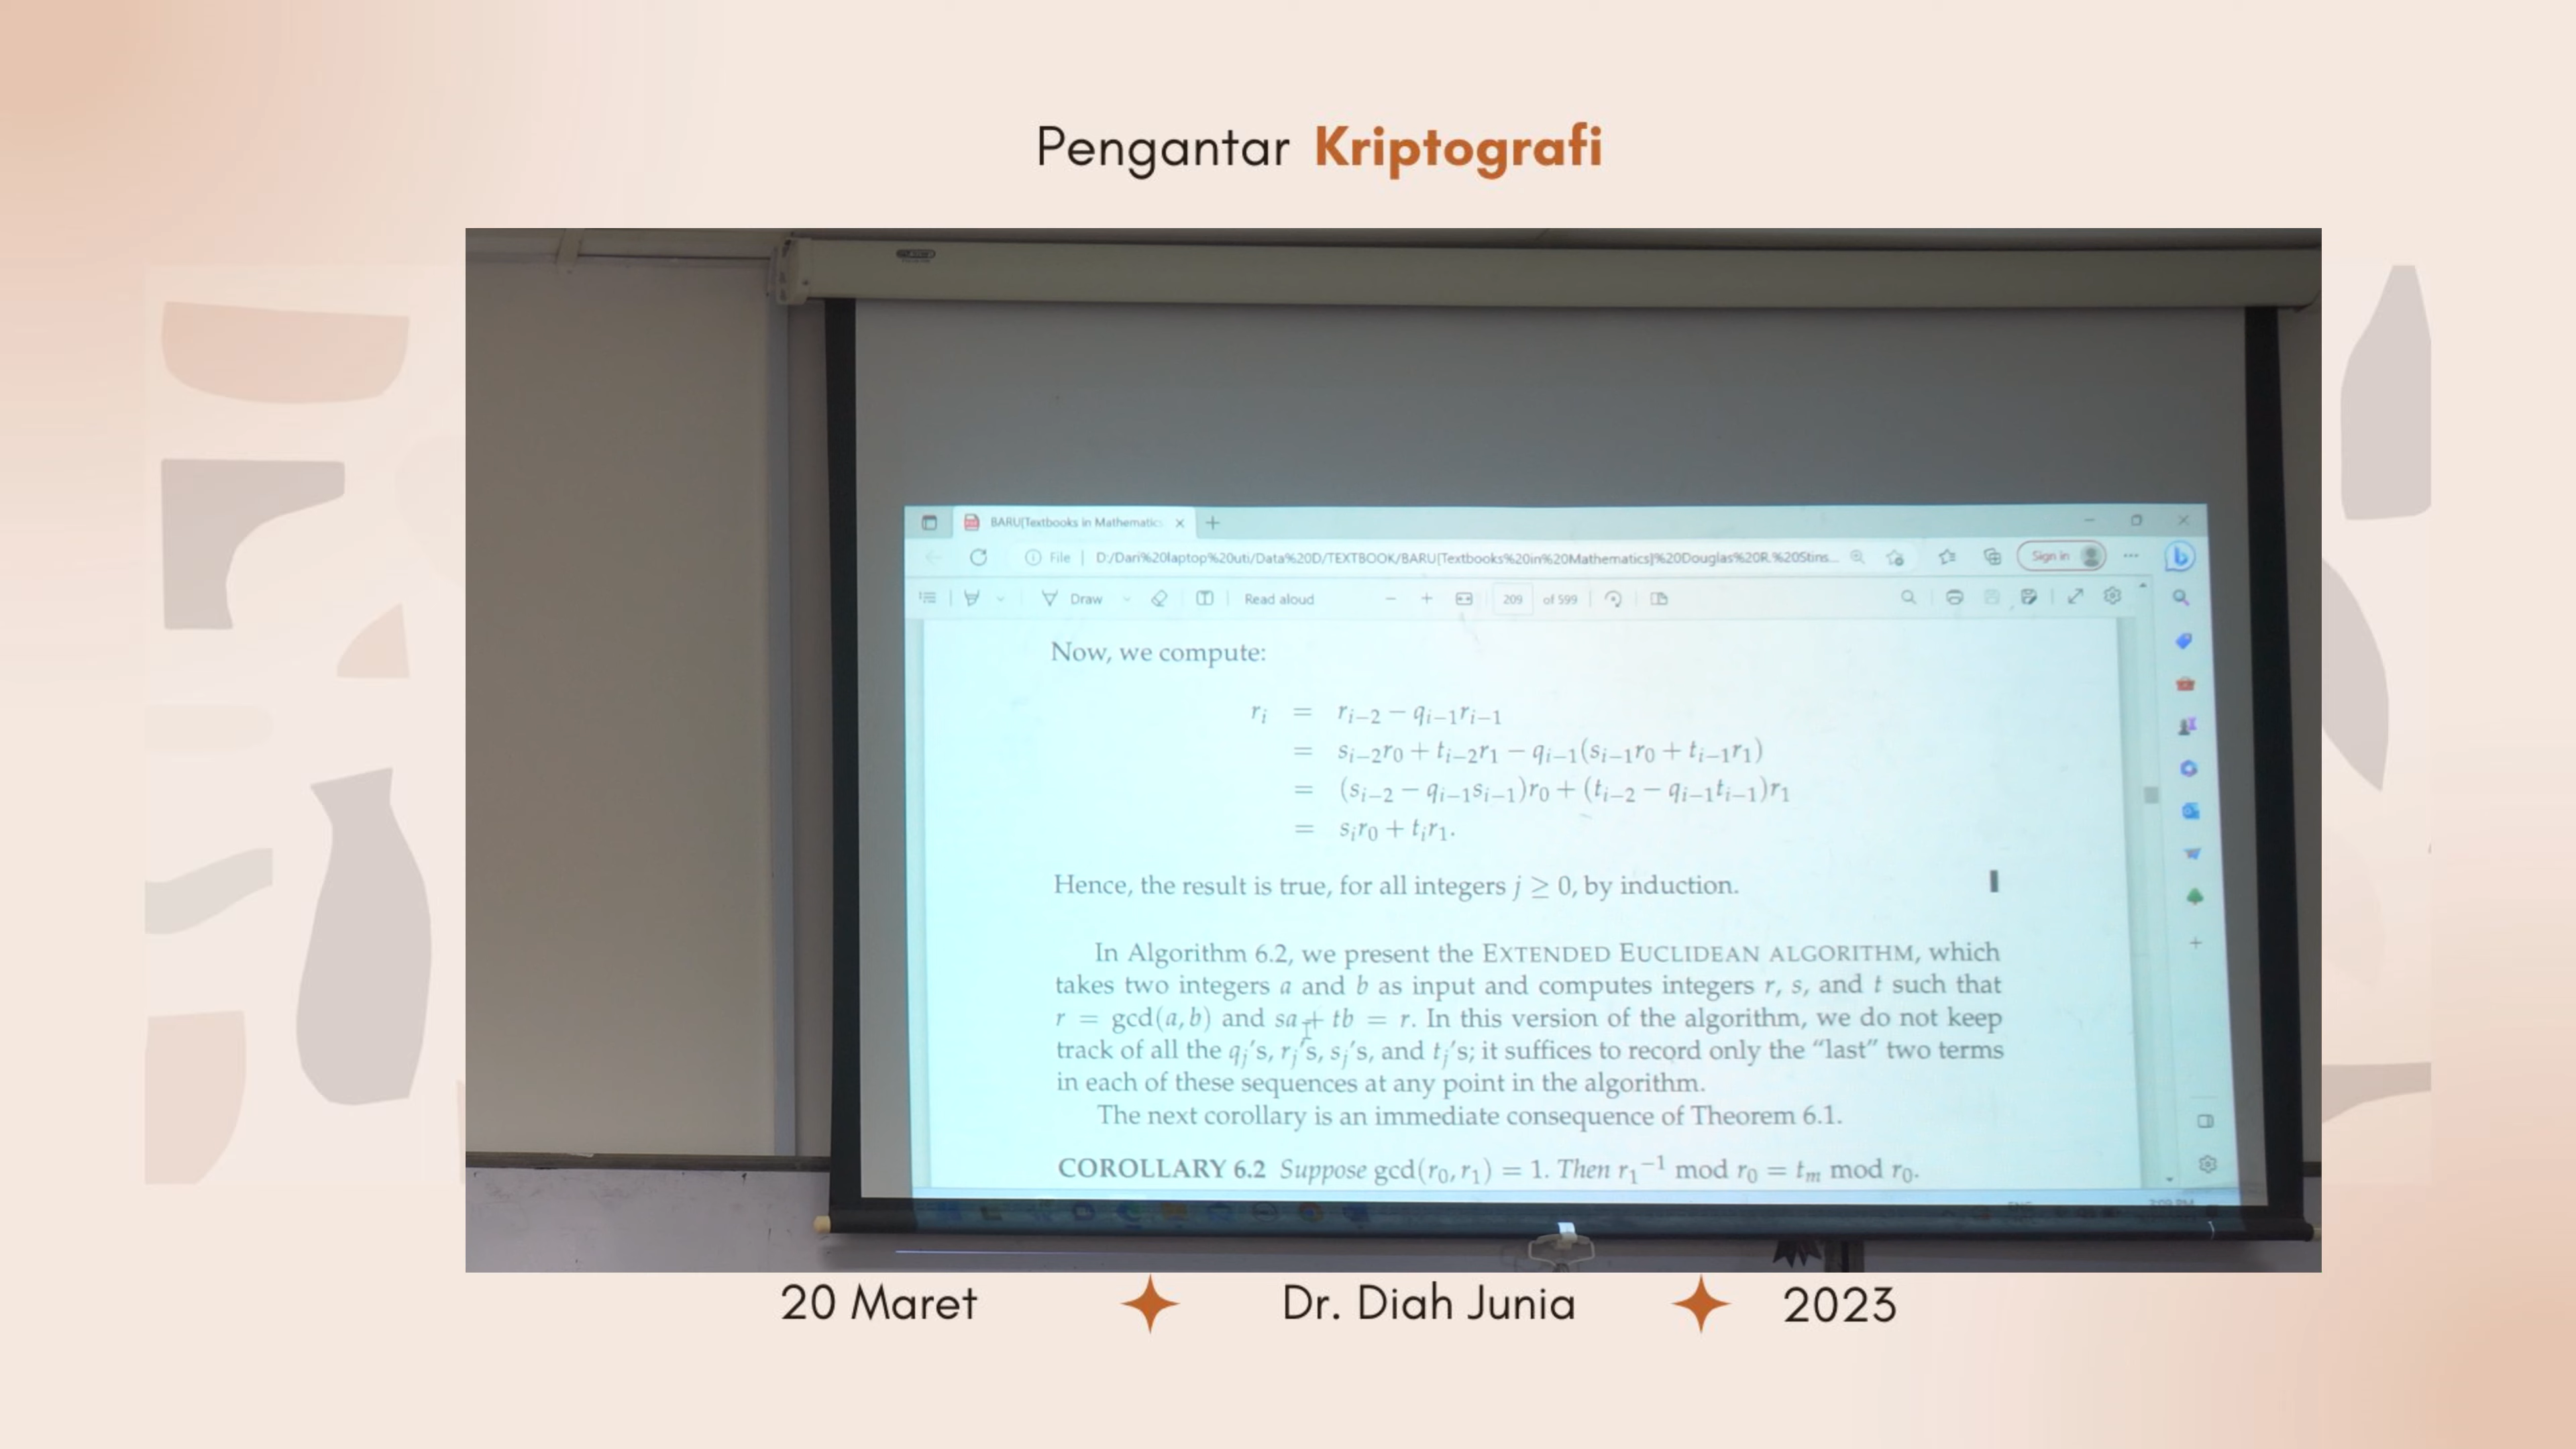 Pengantar Kriptografi
BARU[Textbooks in Mathematics
File | D:/Dari%20laptop%20uti/Data%20D/TEXTBOOK/BARU[Textbooks%20in%20Mathematics]%20Douglas%20R.%20Stins...
Sign in
Draw
Read aloud
209 of 599
Now, we compute:
rᵢ = rᵢ₋₂ − qᵢ₋₁rᵢ₋₁
= sᵢ₋₂r₀ + tᵢ₋₂r₁ − qᵢ₋₁(sᵢ₋₁r₀ + tᵢ₋₁r₁)
= (sᵢ₋₂ − qᵢ₋₁sᵢ₋₁)r₀ + (tᵢ₋₂ − qᵢ₋₁tᵢ₋₁)r₁
= sᵢr₀ + tᵢr₁.
Hence, the result is true, for all integers j ≥ 0, by induction.
In Algorithm 6.2, we present the EXTENDED EUCLIDEAN ALGORITHM, which
takes two integers a and b as input and computes integers r, s, and t such that
r = gcd(a, b) and sa + tb = r. In this version of the algorithm, we do not keep
track of all the qⱼ's, rⱼ's, sⱼ's, and tⱼ's; it suffices to record only the "last" two terms
in each of these sequences at any point in the algorithm.
The next corollary is an immediate consequence of Theorem 6.1.
COROLLARY 6.2 Suppose gcd(r₀, r₁) = 1. Then r₁⁻¹ mod r₀ = tₘ mod r₀.
20 Maret
Dr. Diah Junia
2023